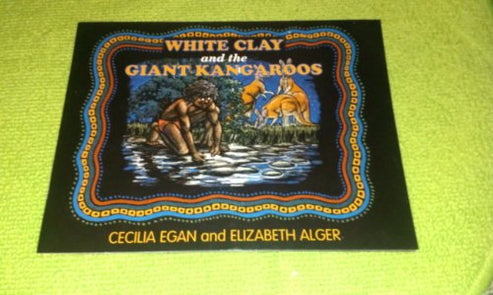 WHITE CLAY
and the
GIANT KANGAROOS
CECILIA EGAN and ELIZABETH ALGER